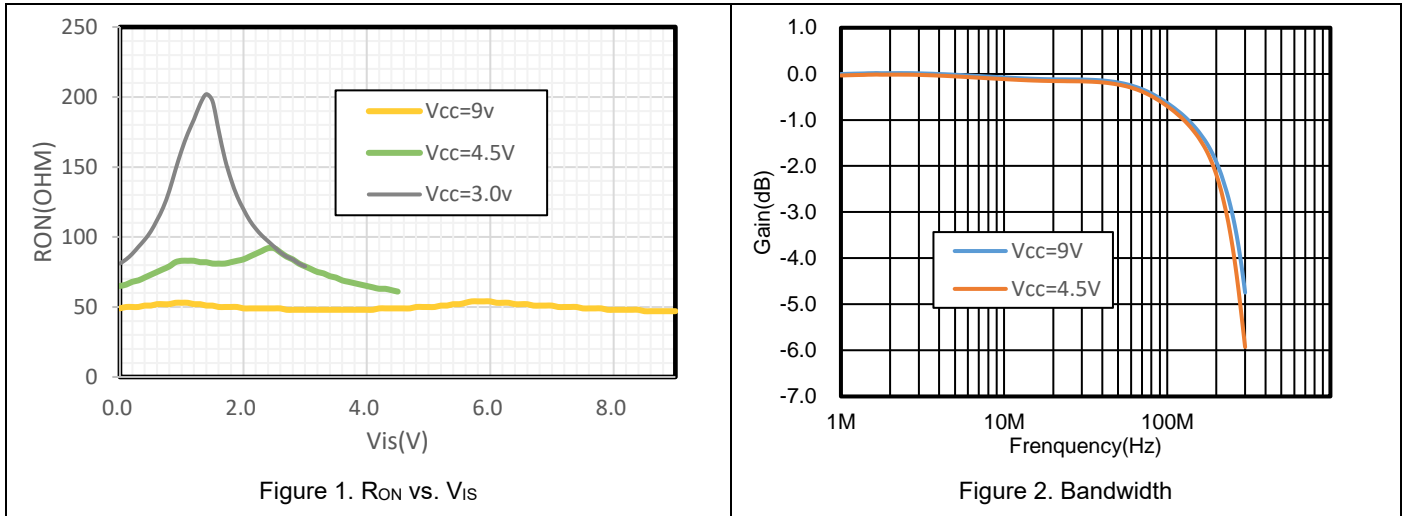 250
200
150
100
50
0
RON(OHM)
Vcc=9v
Vcc=4.5V
Vcc=3.0v
0.0 2.0 4.0 6.0 8.0
Vis(V)
Figure 1. RON vs. VIS
1.0
0.0
-1.0
-2.0
-3.0
-4.0
-5.0
-6.0
-7.0
Gain(dB)
Vcc=9V
Vcc=4.5V
1M 10M 100M
Frenquency(Hz)
Figure 2. Bandwidth